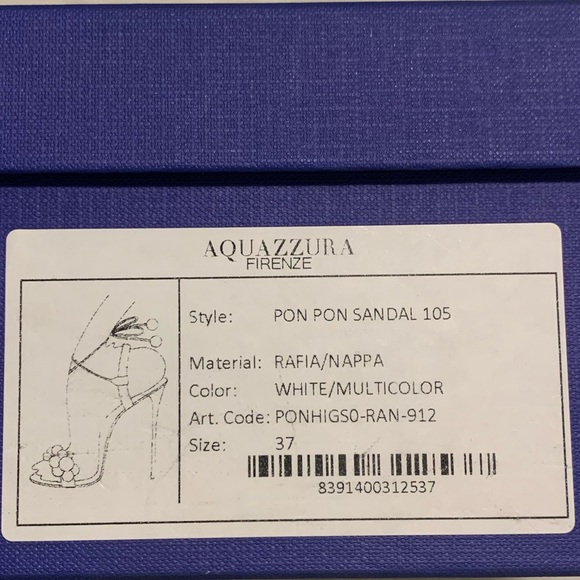 AQUAZZURA
FIRENZE
Style: PON PON SANDAL 105
Material: RAFIA/NAPPA
Color: WHITE/MULTICOLOR
Art. Code: PONHIGS0-RAN-912
Size: 37
8391400312537